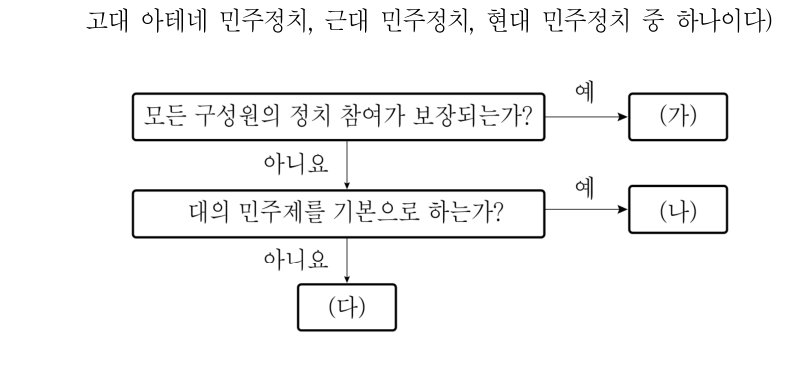 고대 아테네 민주정치, 근대 민주정치, 현대 민주정치 중 하나이다)
모든 구성원의 정치 참여가 보장되는가?
예
(가)
아니요
대의 민주제를 기본으로 하는가?
예
(나)
아니요
(다)